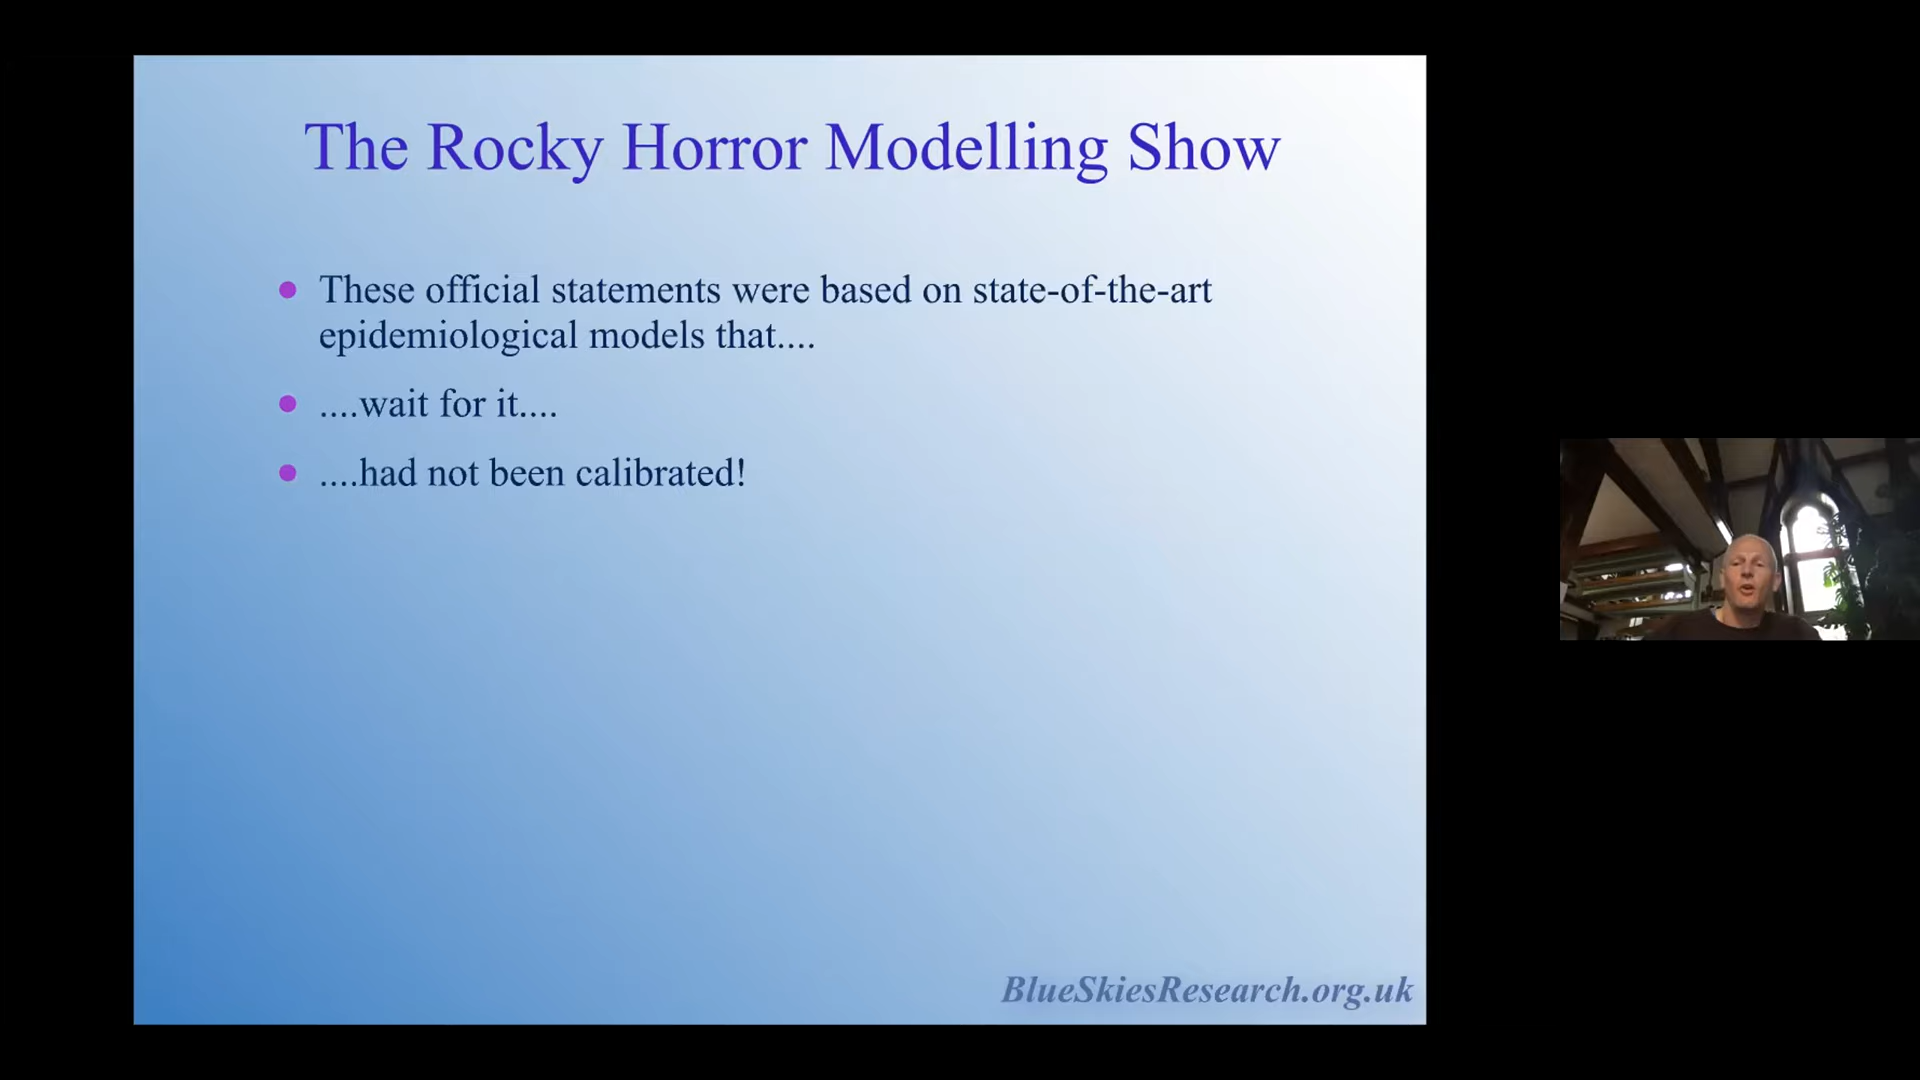 The Rocky Horror Modelling Show
These official statements were based on state-of-the-art
epidemiological models that....
....wait for it....
....had not been calibrated!
BlueSkiesResearch.org.uk